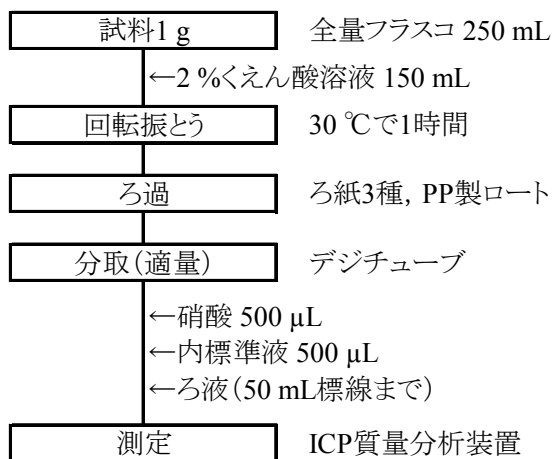 試料1 g 全量フラスコ 250 mL
←2 %くえん酸溶液 150 mL
回転振とう 30 ℃で1時間
ろ過 ろ紙3種, PP製ロート
分取(適量) デジチューブ
←硝酸 500 µL
←内標準液 500 µL
←ろ液(50 mL標線まで)
測定 ICP質量分析装置